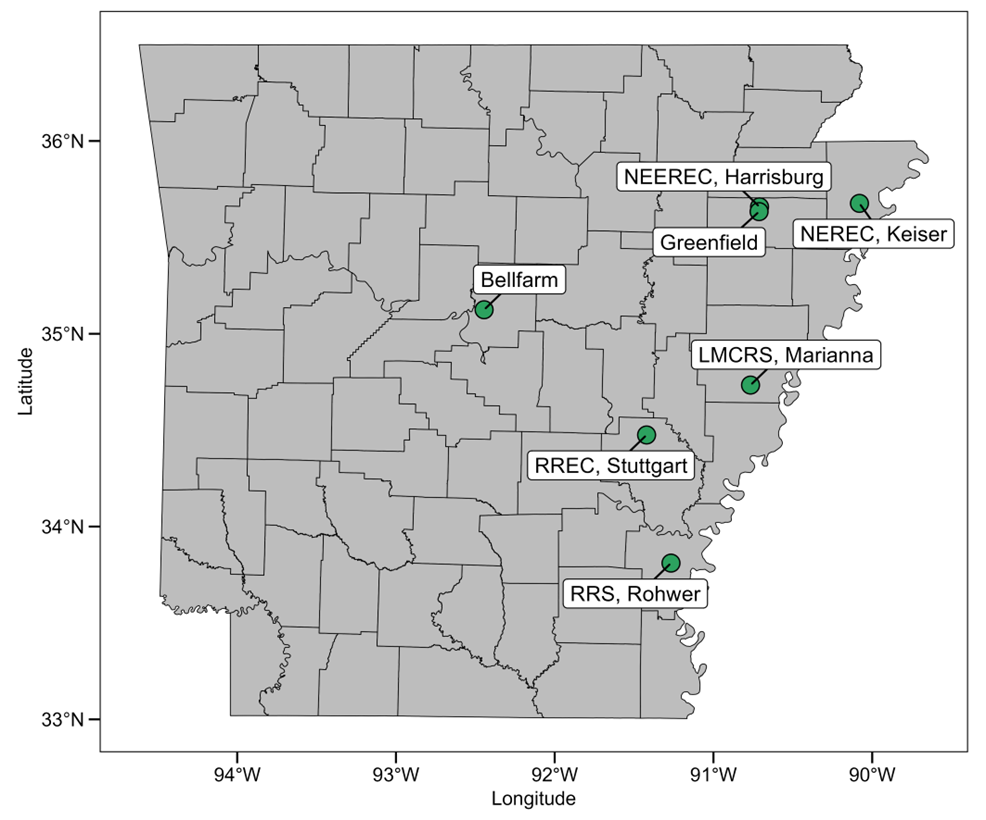 36°N
35°N
34°N
33°N
Latitude
NEEREC, Harrisburg
Greenfield
NEREC, Keiser
Bellfarm
LMCRS, Marianna
RREC, Stuttgart
RRS, Rohwer
94°W
93°W
92°W
91°W
90°W
Longitude